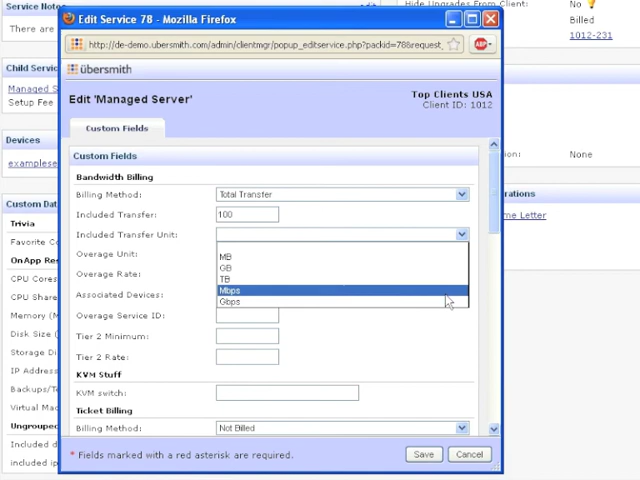 Service Notes
There are
Child Servic
Managed S
Setup Fee
Devices
examplese
Custom Dat
Trivia
Favorite Co
OnApp Res
CPU Cores
CPU Share
Memory (M
Disk Size (
Storage Di
IP Address
Backups/Te
Virtual Mac
Ungrouped
Included d
included ip
Edit Service 78 - Mozilla Firefox
http://de-demo.ubersmith.com/admin/clientmgr/popup_editservice.php?packid=78&request_
ABP
übersmith
Edit 'Managed Server'
Top Clients USA
Client ID: 1012
Custom Fields
Custom Fields
Bandwidth Billing
Billing Method: Total Transfer
Included Transfer: 100
Included Transfer Unit:
MB
GB
TB
Mbps
Gbps
Overage Unit:
Overage Rate:
Associated Devices:
Overage Service ID:
Tier 2 Minimum:
Tier 2 Rate:
KVM Stuff
KVM switch:
Ticket Billing
Billing Method: Not Billed
* Fields marked with a red asterisk are required.
Save Cancel
Hide Upgrades From Client: No
Billed
1012-231
ion: None
rations
me Letter